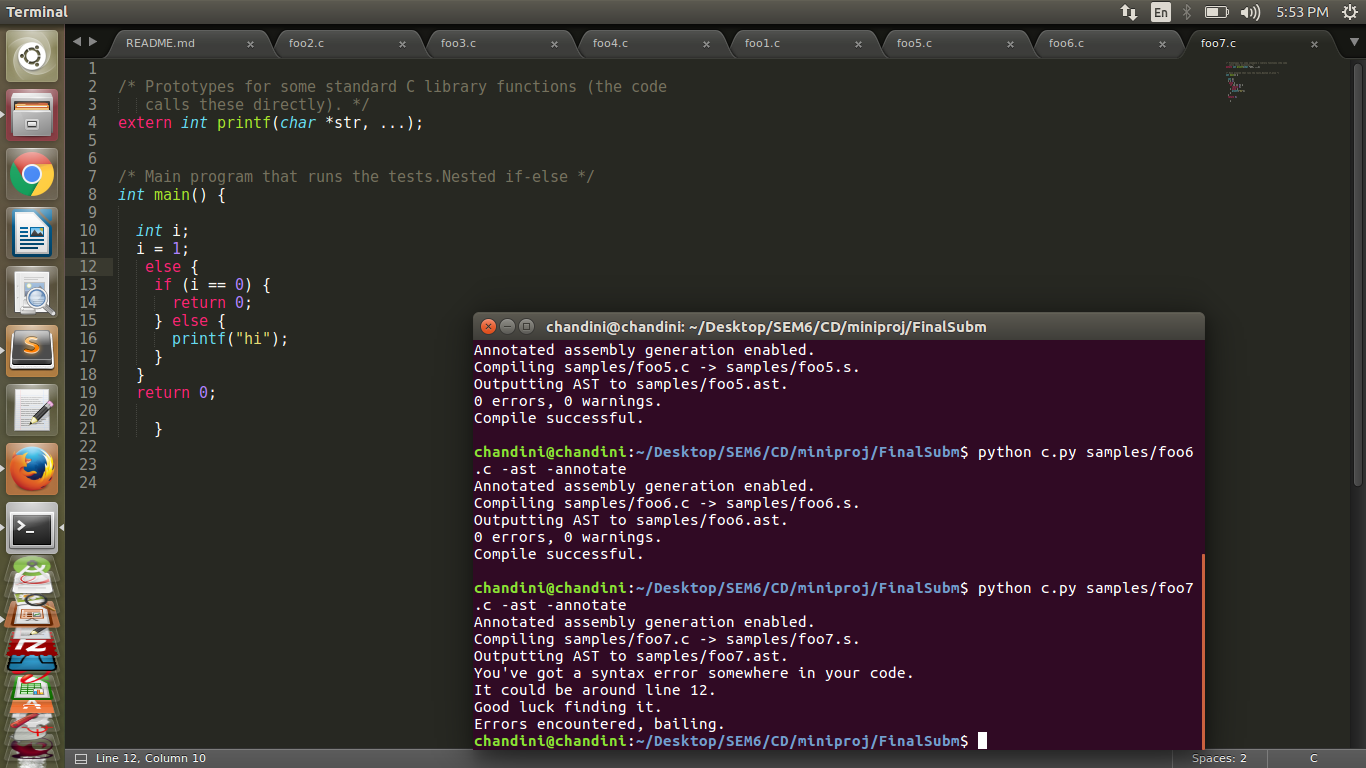 Terminal
En
5:53 PM
README.md
foo2.c
foo3.c
foo4.c
foo1.c
foo5.c
foo6.c
foo7.c
1
2 /* Prototypes for some standard C library functions (the code
3 calls these directly). */
4 extern int printf(char *str, ...);
5
6
7 /* Main program that runs the tests.Nested if-else */
8 int main() {
9
10 int i;
11 i = 1;
12 else {
13 if (i == 0) {
14 return 0;
15 } else {
16 printf("hi");
17 }
18 }
19 return 0;
20
21 }
22
23
24
chandini@chandini: ~/Desktop/SEM6/CD/miniproj/FinalSubm
Annotated assembly generation enabled.
Compiling samples/foo5.c -> samples/foo5.s.
Outputting AST to samples/foo5.ast.
0 errors, 0 warnings.
Compile successful.
chandini@chandini:~/Desktop/SEM6/CD/miniproj/FinalSubm$ python c.py samples/foo6
.c -ast -annotate
Annotated assembly generation enabled.
Compiling samples/foo6.c -> samples/foo6.s.
Outputting AST to samples/foo6.ast.
0 errors, 0 warnings.
Compile successful.
chandini@chandini:~/Desktop/SEM6/CD/miniproj/FinalSubm$ python c.py samples/foo7
.c -ast -annotate
Annotated assembly generation enabled.
Compiling samples/foo7.c -> samples/foo7.s.
Outputting AST to samples/foo7.ast.
You've got a syntax error somewhere in your code.
It could be around line 12.
Good luck finding it.
Errors encountered, bailing.
chandini@chandini:~/Desktop/SEM6/CD/miniproj/FinalSubm$
Line 12, Column 10
Spaces: 2
C